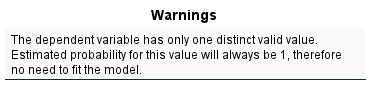 Warnings
The dependent variable has only one distinct valid value.
Estimated probability for this value will always be 1, therefore
no need to fit the model.